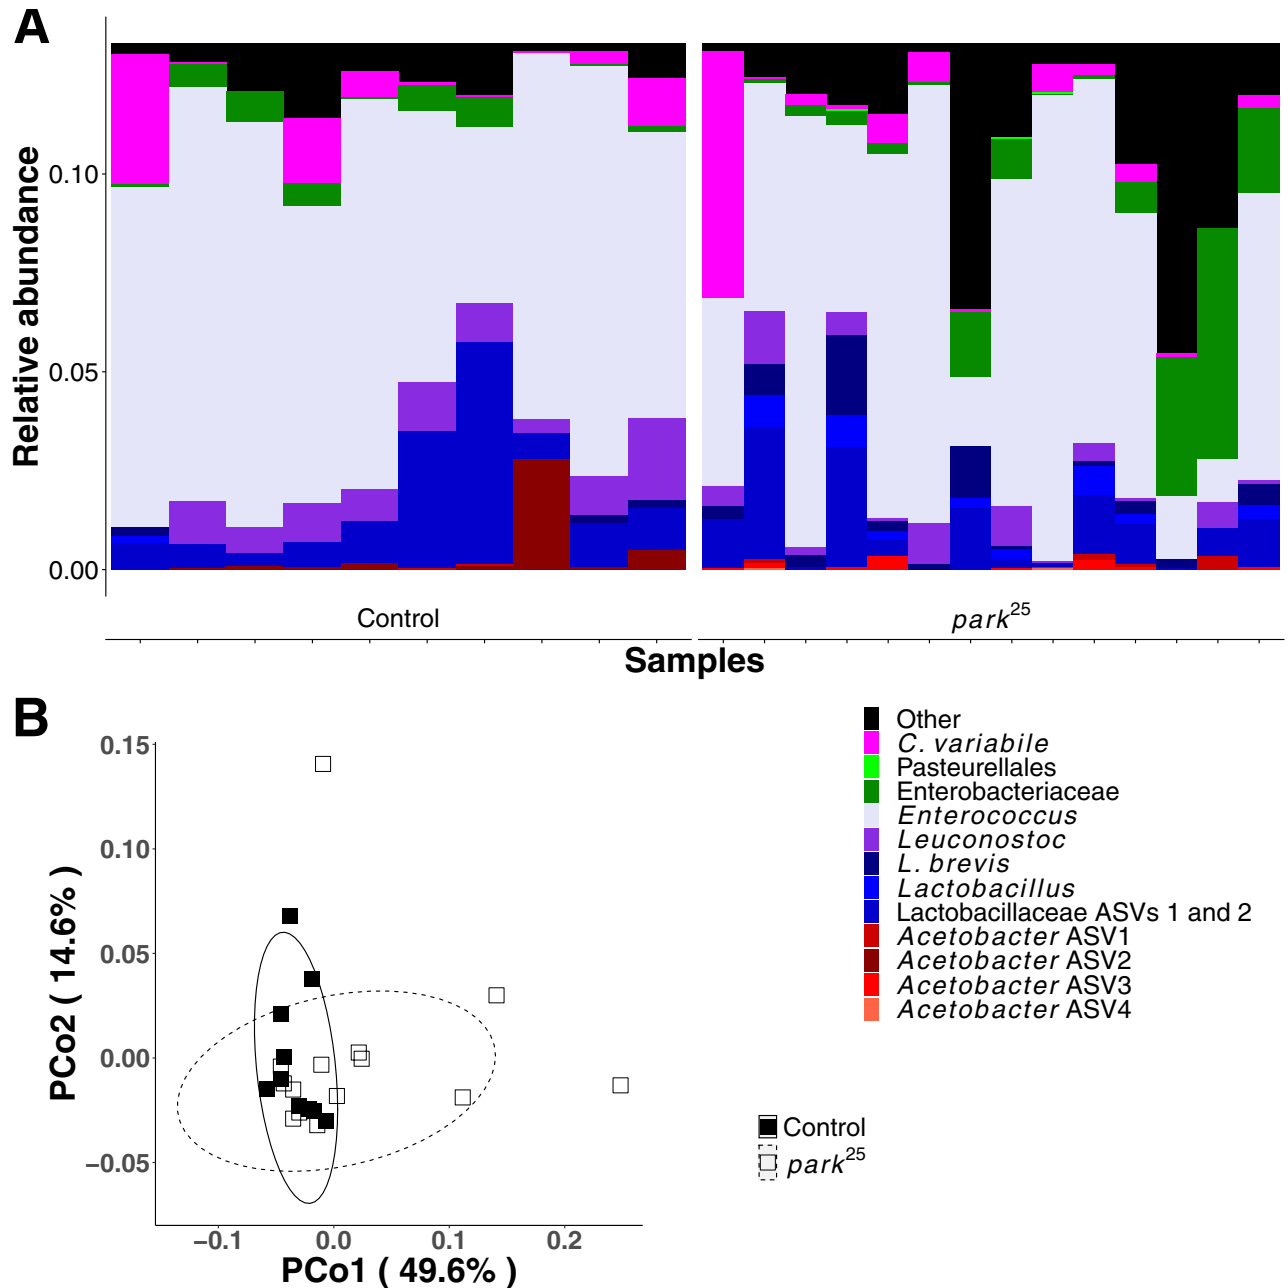 A
Relative abundance
0.10
0.05
0.00
Control
park25
Samples
B
PCo2 ( 14.6% )
0.15
0.10
0.05
0.00
−0.05
−0.1
0.0
0.1
0.2
PCo1 ( 49.6% )
Other
C. variabile
Pasteurellales
Enterobacteriaceae
Enterococcus
Leuconostoc
L. brevis
Lactobacillus
Lactobacillaceae ASVs 1 and 2
Acetobacter ASV1
Acetobacter ASV2
Acetobacter ASV3
Acetobacter ASV4
Control
park25